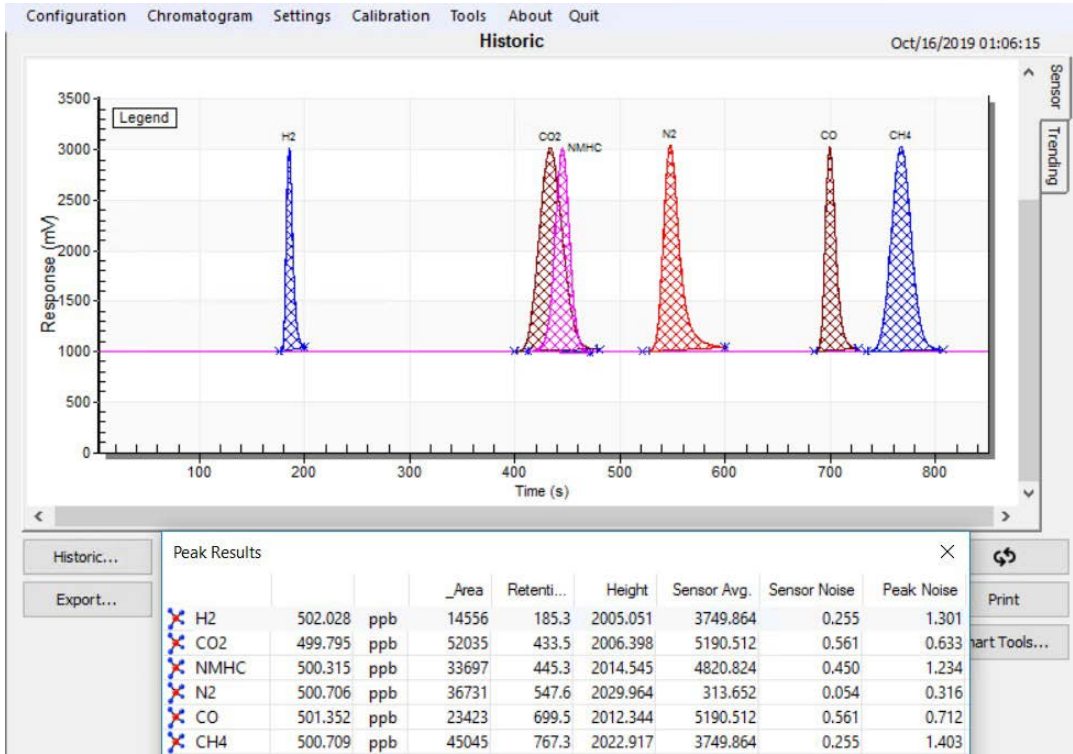 Configuration Chromatogram Settings Calibration Tools About Quit
Historic
Oct/16/2019 01:06:15
Sensor
Trending
Legend
H2
CO2
NMHC
N2
CO
CH4
Response (mV)
3500
3000
2500
2000
1500
1000
500
0
100 200 300 400 500 600 700 800
Time (s)
Historic...
Export...
Print
hart Tools...
Peak Results
_Area Retenti... Height Sensor Avg. Sensor Noise Peak Noise
H2 502.028 ppb 14556 185.3 2005.051 3749.864 0.255 1.301
CO2 499.795 ppb 52035 433.5 2006.398 5190.512 0.561 0.633
NMHC 500.315 ppb 33697 445.3 2014.545 4820.824 0.450 1.234
N2 500.706 ppb 36731 547.6 2029.964 313.652 0.054 0.316
CO 501.352 ppb 23423 699.5 2012.344 5190.512 0.561 0.712
CH4 500.709 ppb 45045 767.3 2022.917 3749.864 0.255 1.403